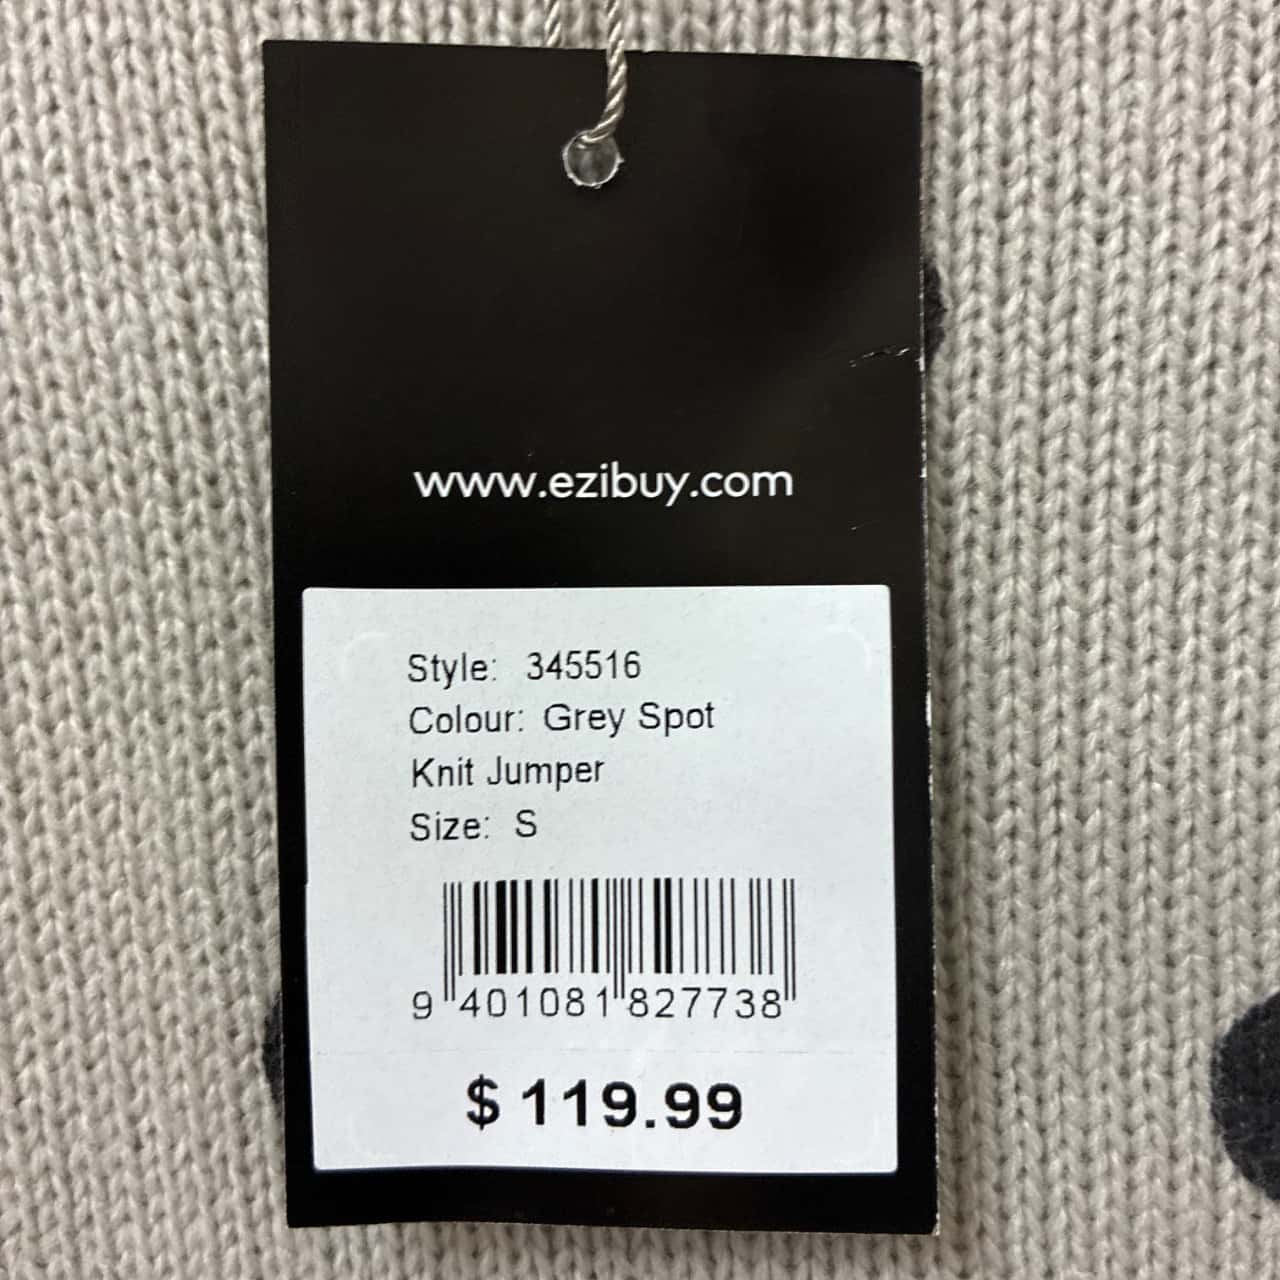 www.ezibuy.com
Style: 345516
Colour: Grey Spot
Knit Jumper
Size: S
9 401081 827738
$ 119.99